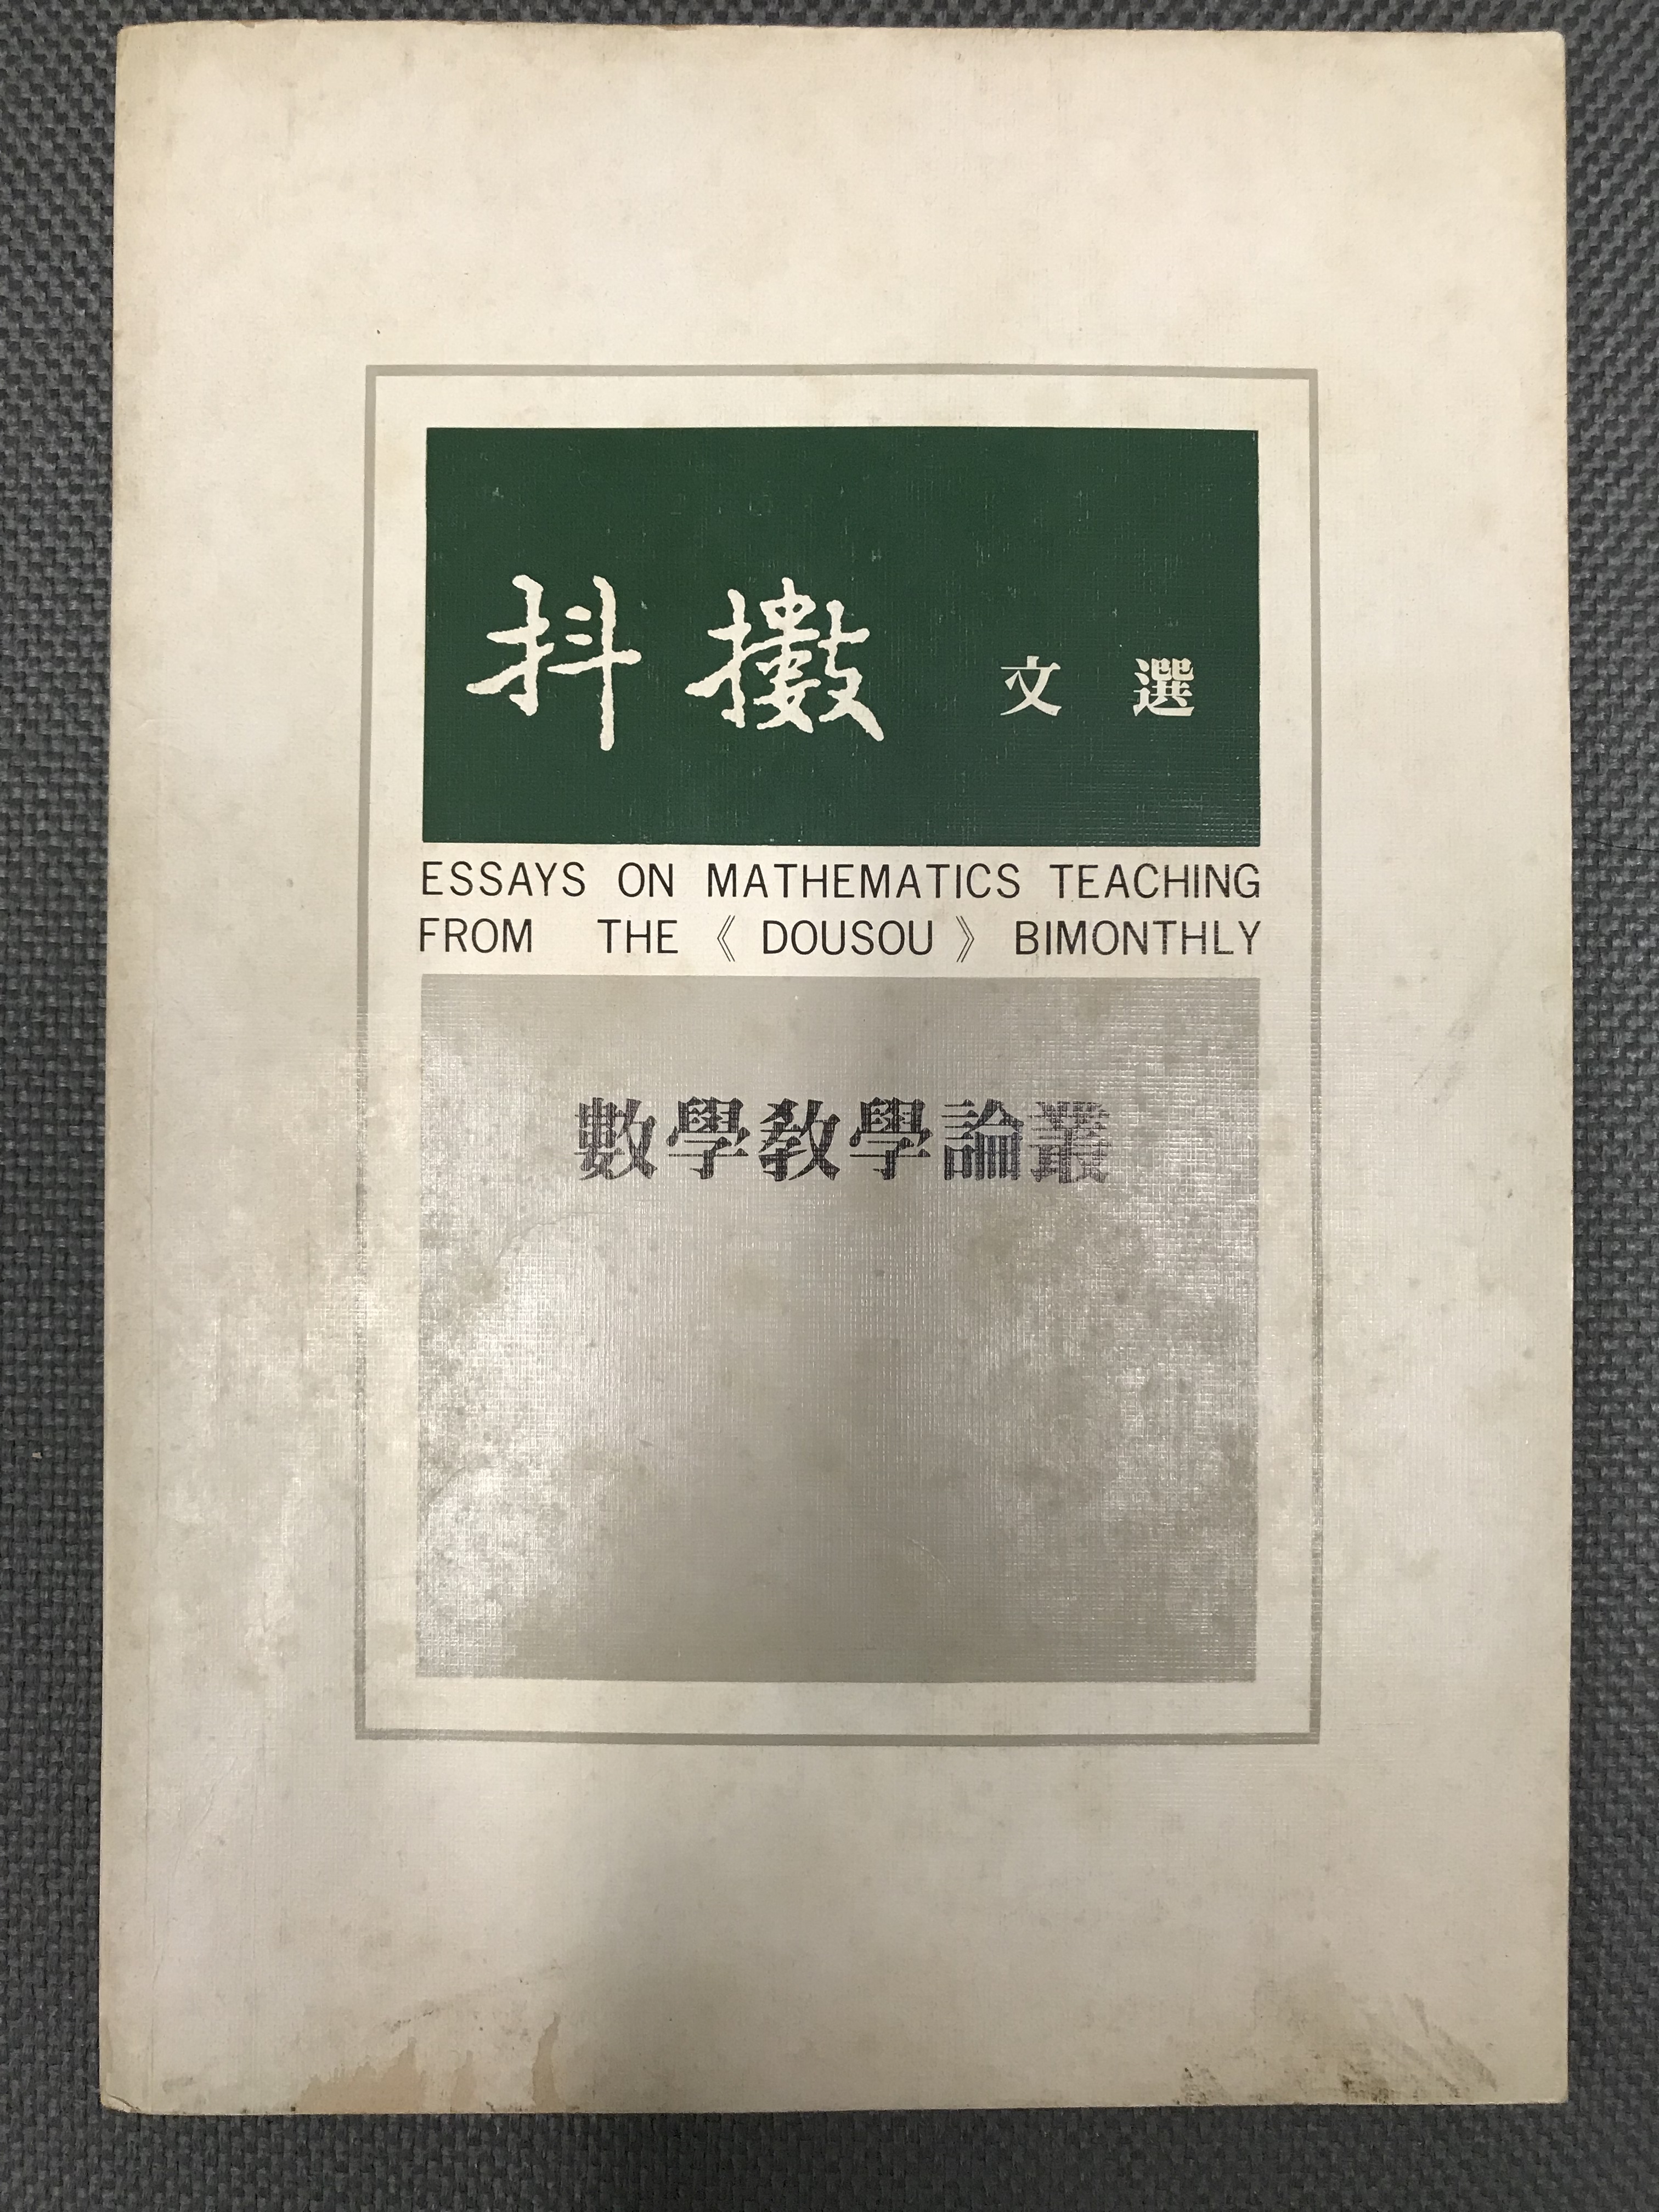 抖擻 文選
ESSAYS ON MATHEMATICS TEACHING
FROM THE《DOUSOU》BIMONTHLY
數學教學論叢